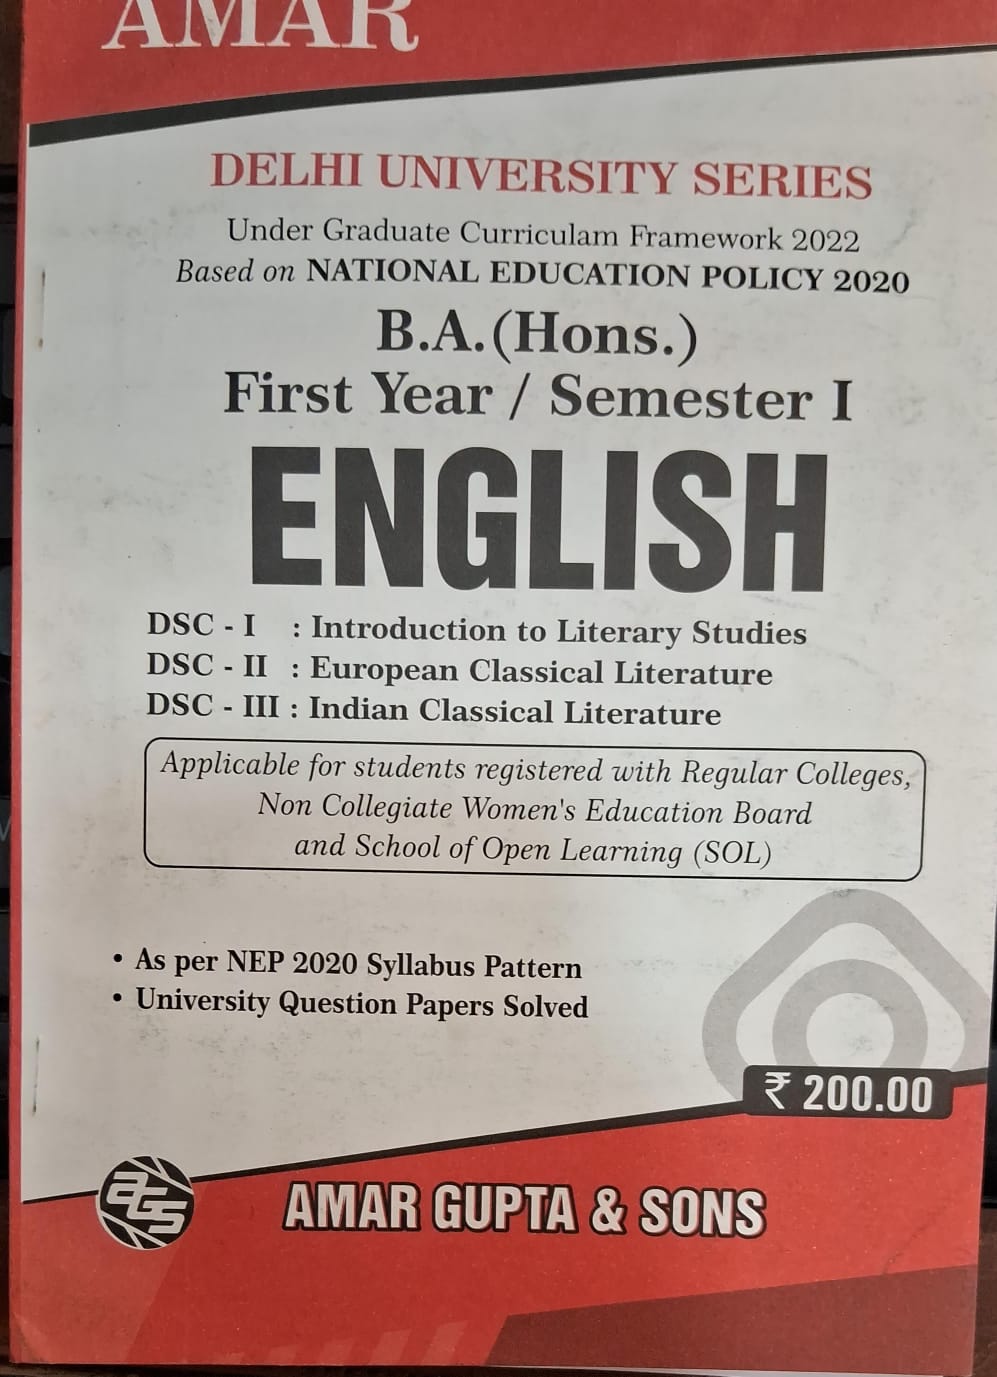 AMAR
DELHI UNIVERSITY SERIES
Under Graduate Curriculam Framework 2022
Based on NATIONAL EDUCATION POLICY 2020
B.A.(Hons.)
First Year / Semester I
ENGLISH
DSC - I : Introduction to Literary Studies
DSC - II : European Classical Literature
DSC - III : Indian Classical Literature
Applicable for students registered with Regular Colleges,
Non Collegiate Women's Education Board
and School of Open Learning (SOL)
• As per NEP 2020 Syllabus Pattern
• University Question Papers Solved
₹ 200.00
aGs
AMAR GUPTA & SONS